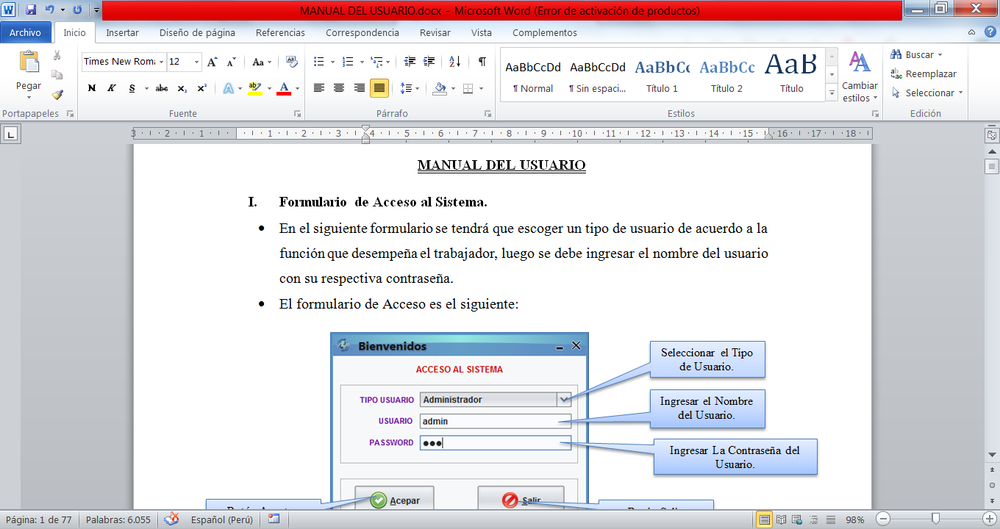 MANUAL DEL USUARIO.docx - Microsoft Word (Error de activación de productos)
Archivo Inicio Insertar Diseño de página Referencias Correspondencia Revisar Vista Complementos
Pegar
Times New Rom: 12
Aa
N K S abc x₂ x² A ab A
AaBbCcDd AaBbCcDd AaBbCc AaBbCc AaB
¶ Normal ¶ Sin espaci... Título 1 Título 2 Título
Cambiar estilos
Buscar
Reemplazar
Seleccionar
Portapapeles Fuente Párrafo Estilos Edición
3 2 1 1 2 3 4 5 6 7 8 9 10 11 12 13 14 15 16 17 18
MANUAL DEL USUARIO
I. Formulario de Acceso al Sistema.
• En el siguiente formulario se tendrá que escoger un tipo de usuario de acuerdo a la
función que desempeña el trabajador, luego se debe ingresar el nombre del usuario
con su respectiva contraseña.
• El formulario de Acceso es el siguiente:
Bienvenidos
ACCESO AL SISTEMA
TIPO USUARIO Administrador
USUARIO admin
PASSWORD ●●●
Acepar Salir
Seleccionar el Tipo
de Usuario.
Ingresar el Nombre
del Usuario.
Ingresar La Contraseña del
Usuario.
Página: 1 de 77 Palabras: 6.055 Español (Perú) 98%